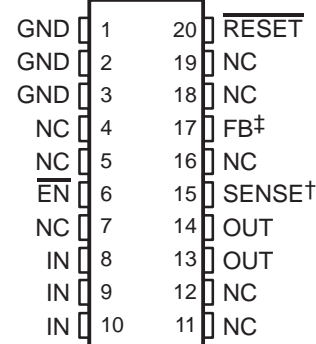 GND 1 20 RESET
GND 2 19 NC
GND 3 18 NC
NC 4 17 FB‡
NC 5 16 NC
EN 6 15 SENSE†
NC 7 14 OUT
IN 8 13 OUT
IN 9 12 NC
IN 10 11 NC